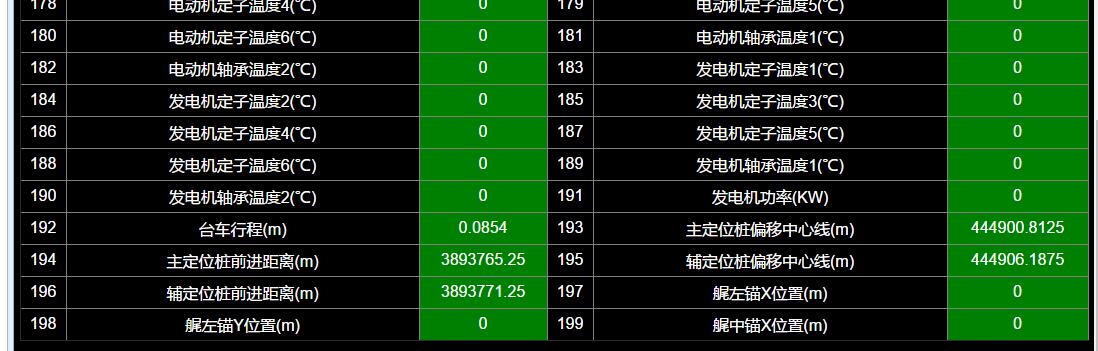 178 电动机定子温度4(℃) 0 179 电动机定子温度5(℃) 0
180 电动机定子温度6(℃) 0 181 电动机轴承温度1(℃) 0
182 电动机轴承温度2(℃) 0 183 发电机定子温度1(℃) 0
184 发电机定子温度2(℃) 0 185 发电机定子温度3(℃) 0
186 发电机定子温度4(℃) 0 187 发电机定子温度5(℃) 0
188 发电机定子温度6(℃) 0 189 发电机轴承温度1(℃) 0
190 发电机轴承温度2(℃) 0 191 发电机功率(KW) 0
192 台车行程(m) 0.0854 193 主定位桩偏移中心线(m) 444900.8125
194 主定位桩前进距离(m) 3893765.25 195 辅定位桩偏移中心线(m) 444906.1875
196 辅定位桩前进距离(m) 3893771.25 197 艉左锚X位置(m) 0
198 艉左锚Y位置(m) 0 199 艉中锚X位置(m) 0